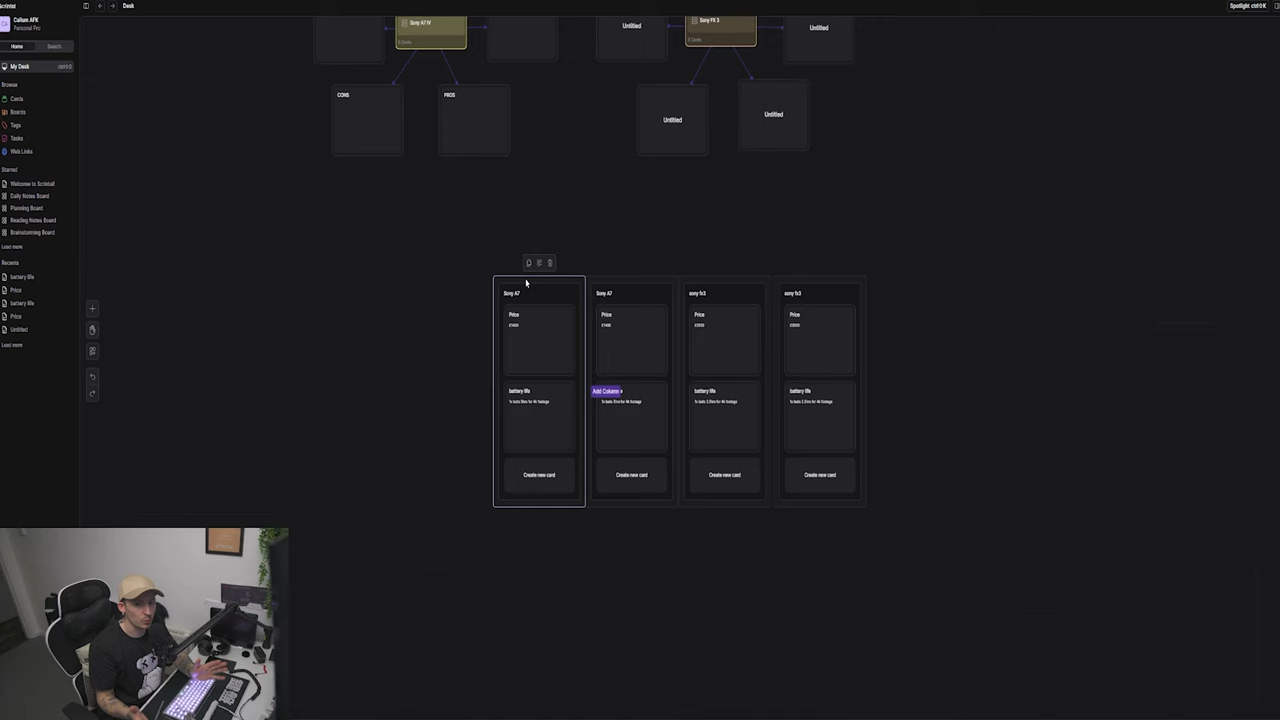 Scrintal
Desk
Spotlight ctrl K
Callum AFK
Personal Pro
Home
Search
My Desk
Browse
Cards
Boards
Tags
Tasks
Web Links
Starred
Welcome to Scrintal!
Daily Notes Board
Planning Board
Reading Notes Board
Brainstorming Board
Load more
Recents
battery life
Price
battery life
Price
Untitled
Load more
Sony A7 IV
Untitled
Sony FX 3
Untitled
CONS
PROS
Untitled
Untitled
Sony A7
Sony A7
sony fx3
sony fx3
Price
Price
Price
Price
battery life
Add Column
battery life
battery life
Create new card
Create new card
Create new card
Create new card